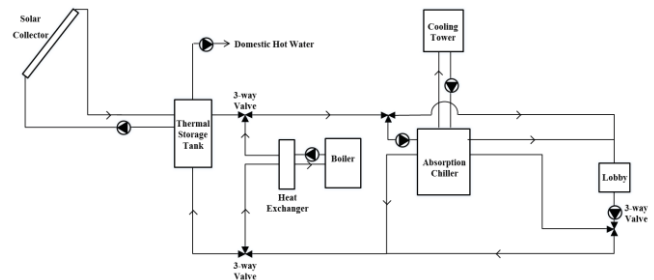 Solar
Collector
Domestic Hot Water
Cooling
Tower
3-way
Valve
Thermal
Storage
Tank
Boiler
Absorption
Chiller
Heat
Exchanger
Lobby
3-way
Valve
3-way
Valve